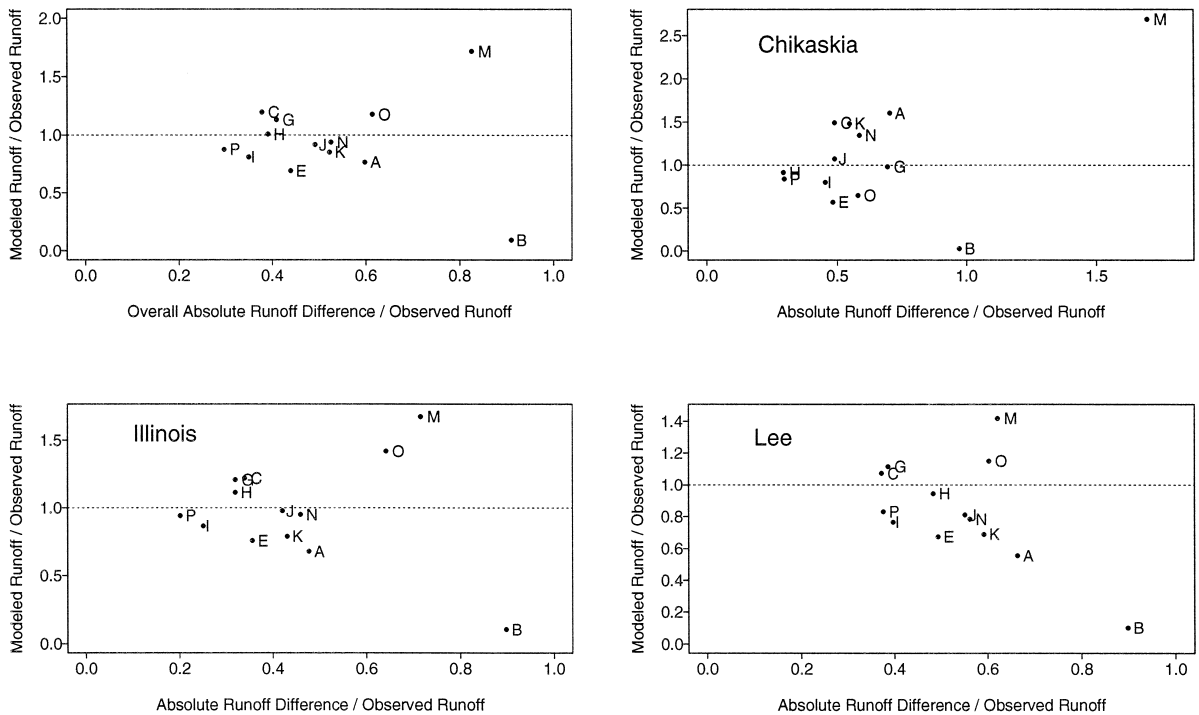 Modeled Runoff / Observed Runoff
2.0
1.5
1.0
0.5
0.0
M
C
G
O
H
P
I
J
N
K
E
A
B
0.0 0.2 0.4 0.6 0.8 1.0
Overall Absolute Runoff Difference / Observed Runoff
Modeled Runoff / Observed Runoff
Chikaskia
2.5
2.0
1.5
1.0
0.5
0.0
M
A
C
K
N
J
G
H
P
I
O
E
B
0.0 0.5 1.0 1.5
Absolute Runoff Difference / Observed Runoff
Modeled Runoff / Observed Runoff
Illinois
1.5
1.0
0.5
0.0
M
O
G
C
H
P
J
N
I
E
K
A
B
0.0 0.2 0.4 0.6 0.8 1.0
Absolute Runoff Difference / Observed Runoff
Modeled Runoff / Observed Runoff
Lee
1.4
1.2
1.0
0.8
0.6
0.4
0.2
0.0
M
O
G
C
H
P
I
J
N
E
K
A
B
0.0 0.2 0.4 0.6 0.8 1.0
Absolute Runoff Difference / Observed Runoff